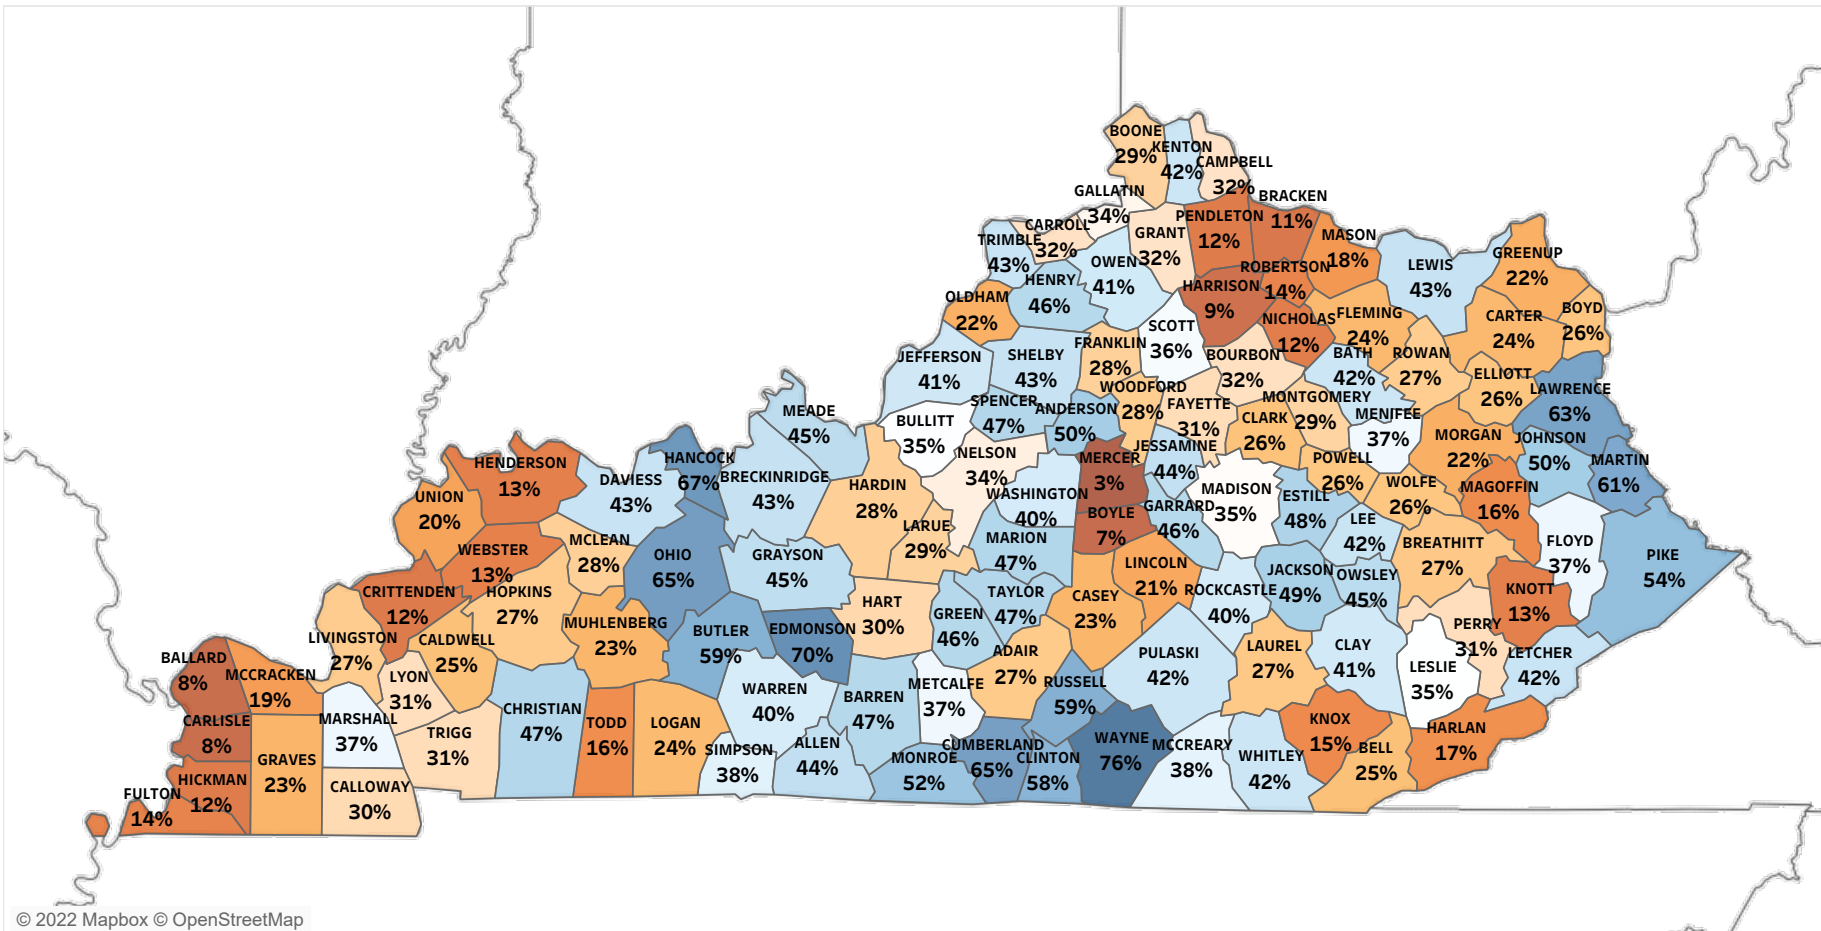 BOONE
29%
KENTON
42%
CAMPBELL
32%
GALLATIN
34%
BRACKEN
11%
PENDLETON
12%
CARROLL
32%
GRANT
32%
MASON
18%
TRIMBLE
43%
OWEN
41%
GREENUP
22%
LEWIS
43%
ROBERTSON
14%
HENRY
46%
HARRISON
9%
OLDHAM
22%
BOYD
26%
CARTER
24%
FLEMING
24%
NICHOLAS
12%
SCOTT
36%
FRANKLIN
28%
JEFFERSON
41%
SHELBY
43%
BOURBON
32%
BATH
42%
ROWAN
27%
ELLIOTT
26%
LAWRENCE
63%
WOODFORD
28%
FAYETTE
31%
MONTGOMERY
29%
SPENCER
47%
ANDERSON
50%
MEADE
45%
BULLITT
35%
CLARK
26%
MENIFEE
37%
MORGAN
22%
JOHNSON
50%
MARTIN
61%
JESSAMINE
44%
NELSON
34%
MERCER
3%
POWELL
26%
HANCOCK
67%
HENDERSON
13%
DAVIESS
43%
BRECKINRIDGE
43%
HARDIN
28%
WASHINGTON
40%
MADISON
35%
ESTILL
48%
WOLFE
26%
MAGOFFIN
16%
UNION
20%
BOYLE
7%
GARRARD
46%
LEE
42%
LARUE
29%
MARION
47%
BREATHITT
27%
FLOYD
37%
PIKE
54%
WEBSTER
13%
MCLEAN
28%
OHIO
65%
GRAYSON
45%
LINCOLN
21%
JACKSON
49%
OWSLEY
45%
CRITTENDEN
12%
HOPKINS
27%
HART
30%
GREEN
46%
TAYLOR
47%
CASEY
23%
ROCKCASTLE
40%
KNOTT
13%
LIVINGSTON
27%
CALDWELL
25%
MUHLENBERG
23%
BUTLER
59%
EDMONSON
70%
PERRY
31%
ADAIR
27%
PULASKI
42%
LAUREL
27%
CLAY
41%
LESLIE
35%
LETCHER
42%
BALLARD
8%
MCCRACKEN
19%
LYON
31%
WARREN
40%
BARREN
47%
METCALFE
37%
RUSSELL
59%
CARLISLE
8%
MARSHALL
37%
TRIGG
31%
CHRISTIAN
47%
TODD
16%
LOGAN
24%
SIMPSON
38%
ALLEN
44%
MONROE
52%
CUMBERLAND
65%
CLINTON
58%
WAYNE
76%
MCCREARY
38%
WHITLEY
42%
KNOX
15%
BELL
25%
HARLAN
17%
GRAVES
23%
CALLOWAY
30%
HICKMAN
12%
FULTON
14%
© 2022 Mapbox © OpenStreetMap